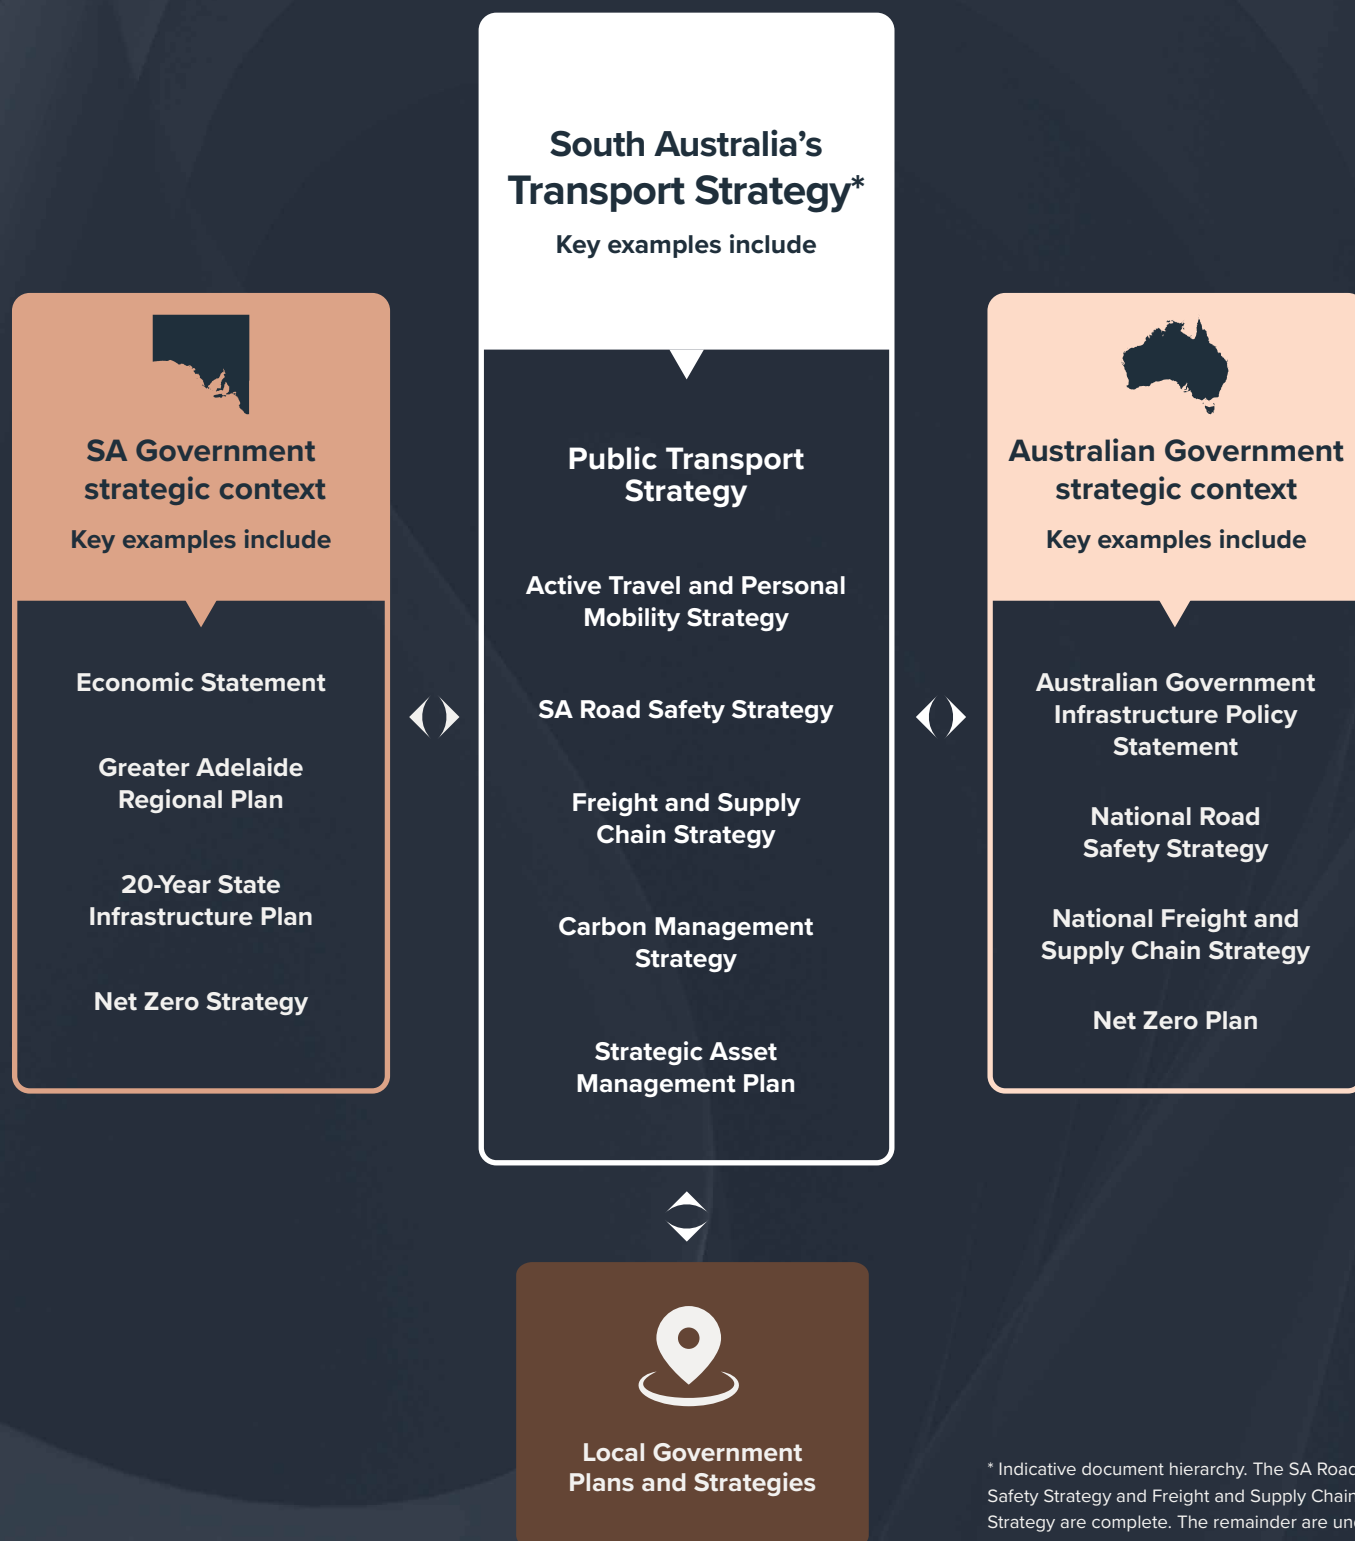 South Australia’s
Transport Strategy*
Key examples include
Public Transport
Strategy
Active Travel and Personal
Mobility Strategy
SA Road Safety Strategy
Freight and Supply
Chain Strategy
Carbon Management
Strategy
Strategic Asset
Management Plan
SA Government
strategic context
Key examples include
Economic Statement
Greater Adelaide
Regional Plan
20-Year State
Infrastructure Plan
Net Zero Strategy
Australian Government
strategic context
Key examples include
Australian Government
Infrastructure Policy
Statement
National Road
Safety Strategy
National Freight and
Supply Chain Strategy
Net Zero Plan
Local Government
Plans and Strategies
* Indicative document hierarchy. The SA Road
Safety Strategy and Freight and Supply Chain
Strategy are complete. The remainder are